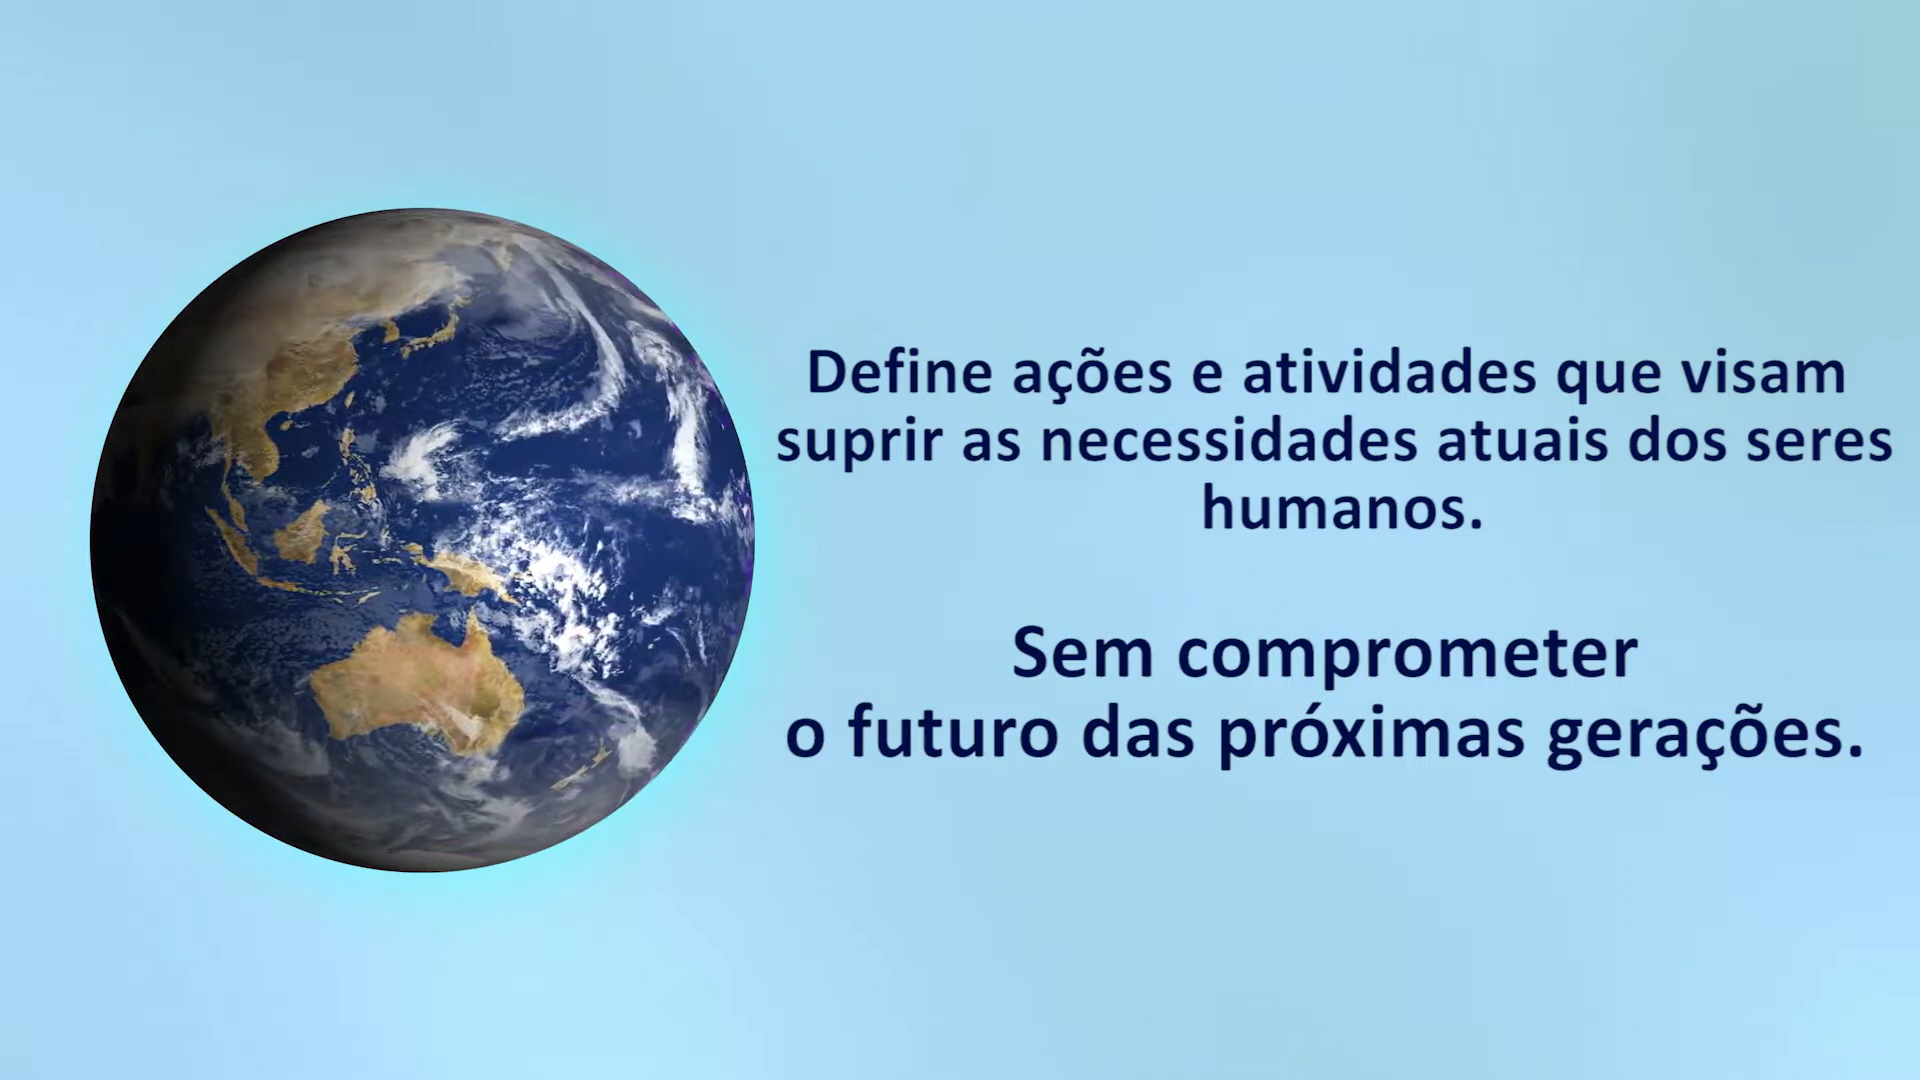 Define ações e atividades que visam
suprir as necessidades atuais dos seres
humanos.
Sem comprometer
o futuro das próximas gerações.